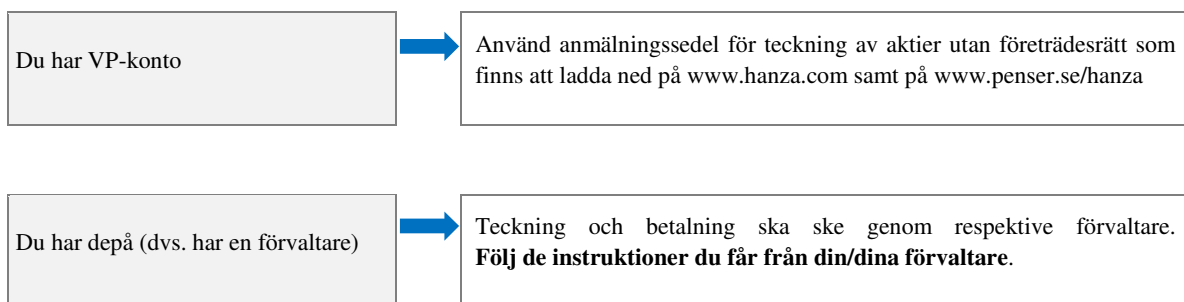 Du har VP-konto
Använd anmälningssedel för teckning av aktier utan företrädesrätt som
finns att ladda ned på www.hanza.com samt på www.penser.se/hanza
Du har depå (dvs. har en förvaltare)
Teckning och betalning ska ske genom respektive förvaltare.
Följ de instruktioner du får från din/dina förvaltare.